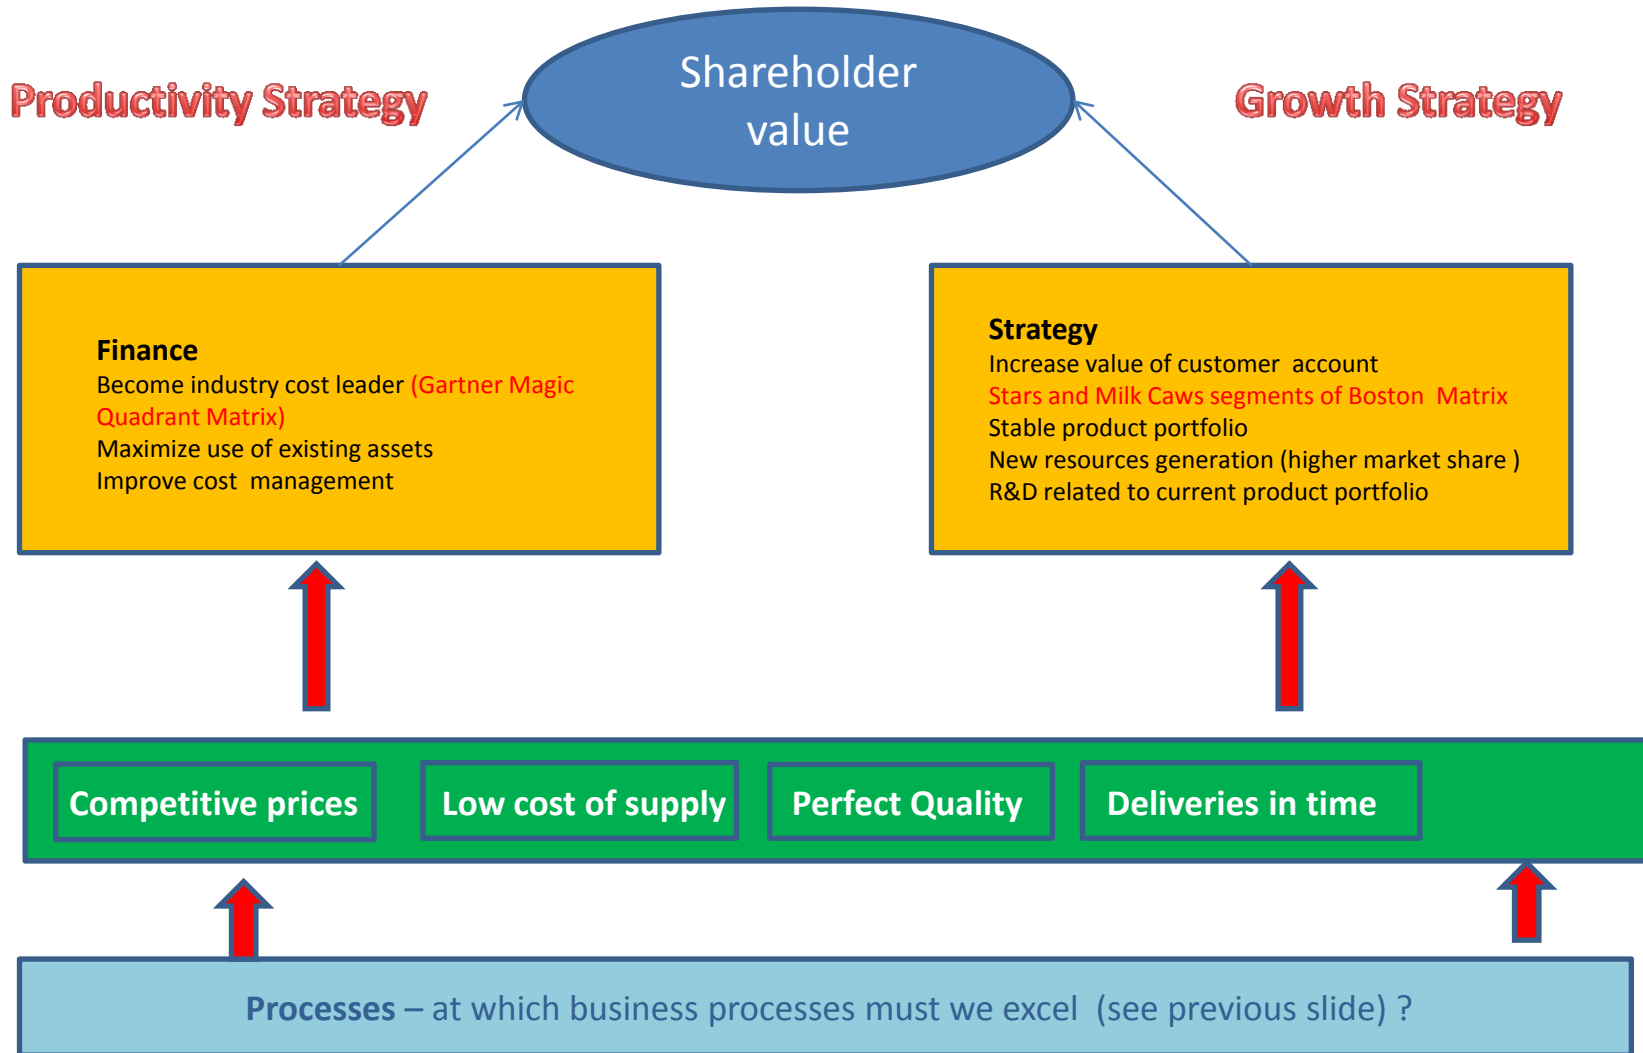 Productivity Strategy
Shareholder
value
Growth Strategy
Finance
Become industry cost leader (Gartner Magic
Quadrant Matrix)
Maximize use of existing assets
Improve cost management
Strategy
Increase value of customer account
Stars and Milk Caws segments of Boston Matrix
Stable product portfolio
New resources generation (higher market share )
R&D related to current product portfolio
Competitive prices
Low cost of supply
Perfect Quality
Deliveries in time
Processes – at which business processes must we excel (see previous slide) ?